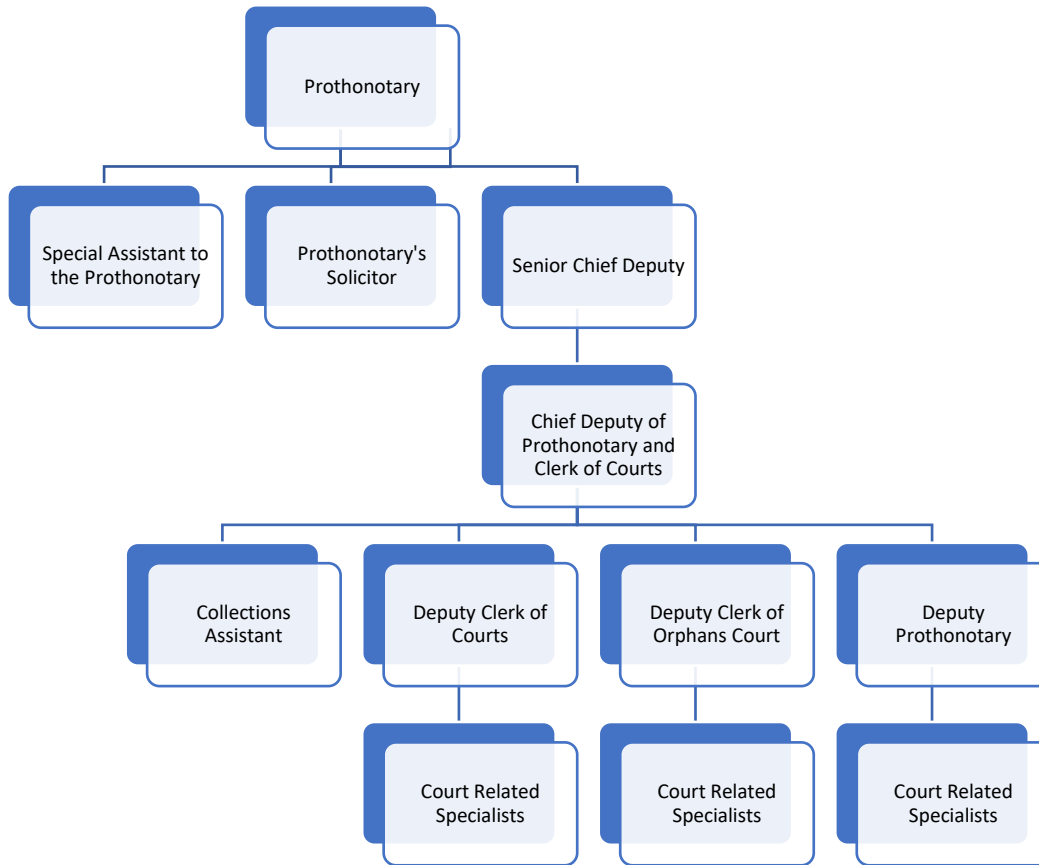 Prothonotary
Special Assistant to
the Prothonotary
Prothonotary's
Solicitor
Senior Chief Deputy
Chief Deputy of
Prothonotary and
Clerk of Courts
Collections
Assistant
Deputy Clerk of
Courts
Deputy Clerk of
Orphans Court
Deputy
Prothonotary
Court Related
Specialists
Court Related
Specialists
Court Related
Specialists